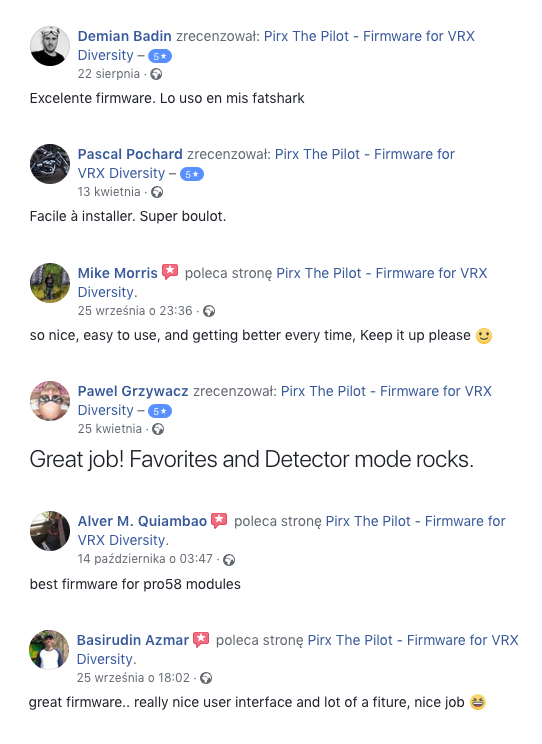 Demian Badin zrecenzował: Pirx The Pilot - Firmware for VRX
Diversity – 5★
22 sierpnia ·
Excelente firmware. Lo uso en mis fatshark
Pascal Pochard zrecenzował: Pirx The Pilot - Firmware for
VRX Diversity – 5★
13 kwietnia ·
Facile à installer. Super boulot.
Mike Morris poleca stronę Pirx The Pilot - Firmware for VRX
Diversity.
25 września o 23:36 ·
so nice, easy to use, and getting better every time, Keep it up please 🙂
Pawel Grzywacz zrecenzował: Pirx The Pilot - Firmware for VRX
Diversity – 5★
25 kwietnia ·
Great job! Favorites and Detector mode rocks.
Alver M. Quiambao poleca stronę Pirx The Pilot - Firmware for
VRX Diversity.
14 października o 03:47 ·
best firmware for pro58 modules
Basirudin Azmar poleca stronę Pirx The Pilot - Firmware for VRX
Diversity.
25 września o 18:02 ·
great firmware.. really nice user interface and lot of a fiture, nice job 😆